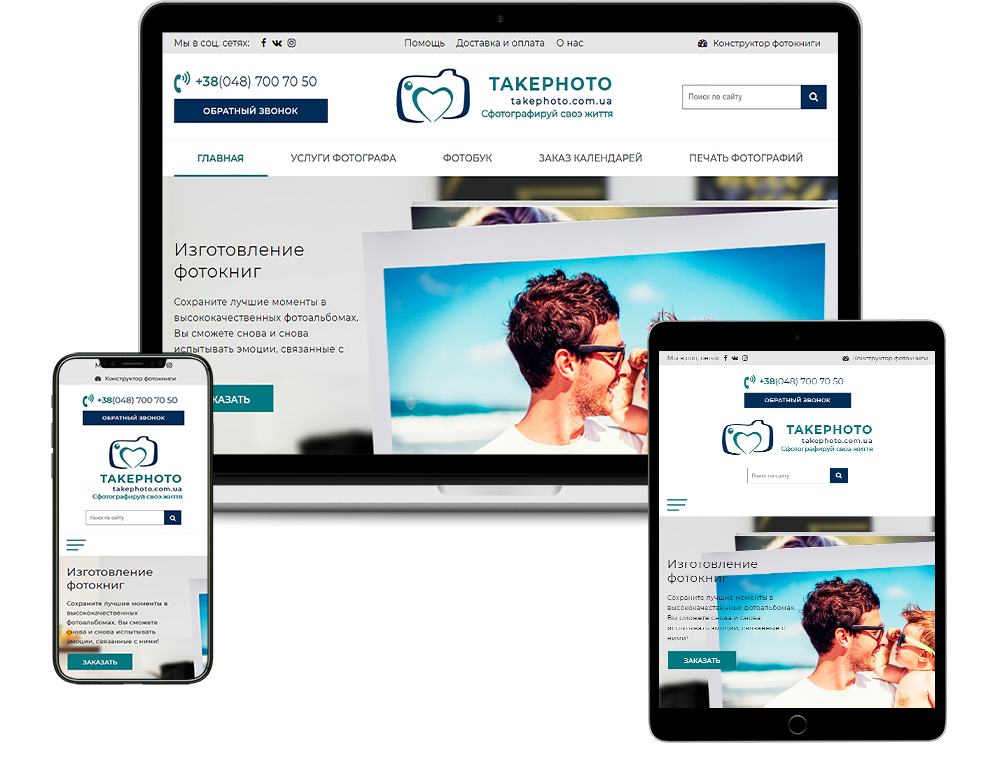 Мы в соц. сетях:
Помощь Доставка и оплата О нас
Конструктор фотокниги
+38(048) 700 70 50
ОБРАТНЫЙ ЗВОНОК
TAKEPHOTO
takephoto.com.ua
Сфотографируй своэ життя
Поиск по сайту
ГЛАВНАЯ УСЛУГИ ФОТОГРАФА ФОТОБУК ЗАКАЗ КАЛЕНДАРЕЙ ПЕЧАТЬ ФОТОГРАФИЙ
Изготовление
фотокниг
Сохраните лучшие моменты в
высококачественных фотоальбомах.
Вы сможете снова и снова
испытывать эмоции, связанные с
КАЗАТЬ
Конструктор фотокниги
+38(048) 700 70 50
ОБРАТНЫЙ ЗВОНОК
TAKEPHOTO
takephoto.com.ua
Сфотографируй своэ життя
Поиск по сайту
Изготовление
фотокниг
Сохраните лучшие моменты в
высококачественных
фотоальбомах. Вы сможете
снова и снова испытывать
эмоции, связанные с ними!
ЗАКАЗАТЬ
Мы в соц. сетях:
Конструктор фотокниги
+38(048) 700 70 50
ОБРАТНЫЙ ЗВОНОК
TAKEPHOTO
takephoto.com.ua
Сфотографируй своэ життя
Поиск по сайту
Изготовление
фотокниг
Сохраните лучшие моменты в
высококачественных фотоальбомах.
Вы сможете снова и снова
испытывать эмоции, связанные с
ними!
ЗАКАЗАТЬ